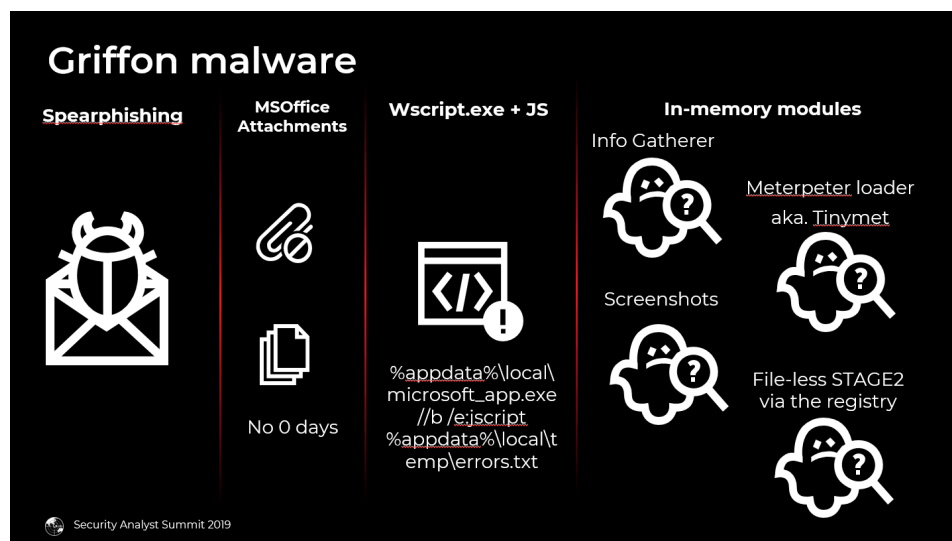 Griffon malware
Spearphishing
MSOffice
Attachments
No 0 days
Wscript.exe + JS
%appdata%\local\
microsoft_app.exe
//b /e:jscript
%appdata%\local\t
emp\errors.txt
In-memory modules
Info Gatherer
Meterpeter loader
aka. Tinymet
Screenshots
File-less STAGE2
via the registry
Security Analyst Summit 2019